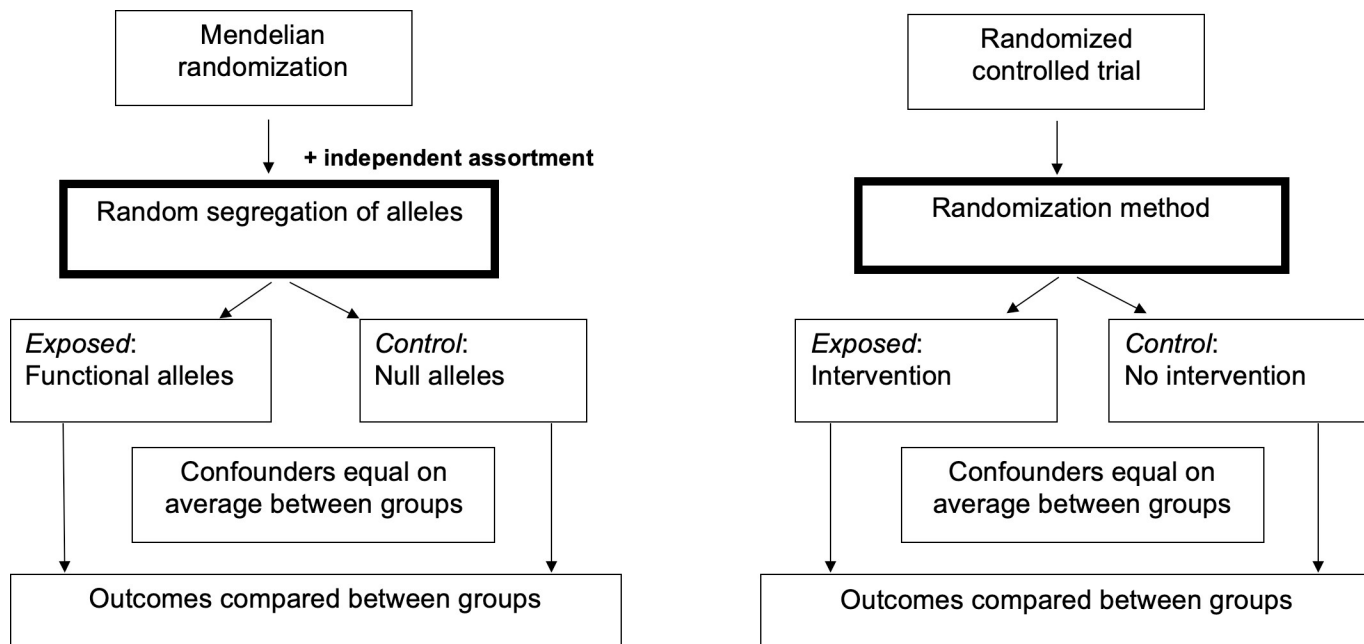 Mendelian
randomization
+ independent assortment
Random segregation of alleles
Exposed:
Functional alleles
Control:
Null alleles
Confounders equal on
average between groups
Outcomes compared between groups
Randomized
controlled trial
Randomization method
Exposed:
Intervention
Control:
No intervention
Confounders equal on
average between groups
Outcomes compared between groups